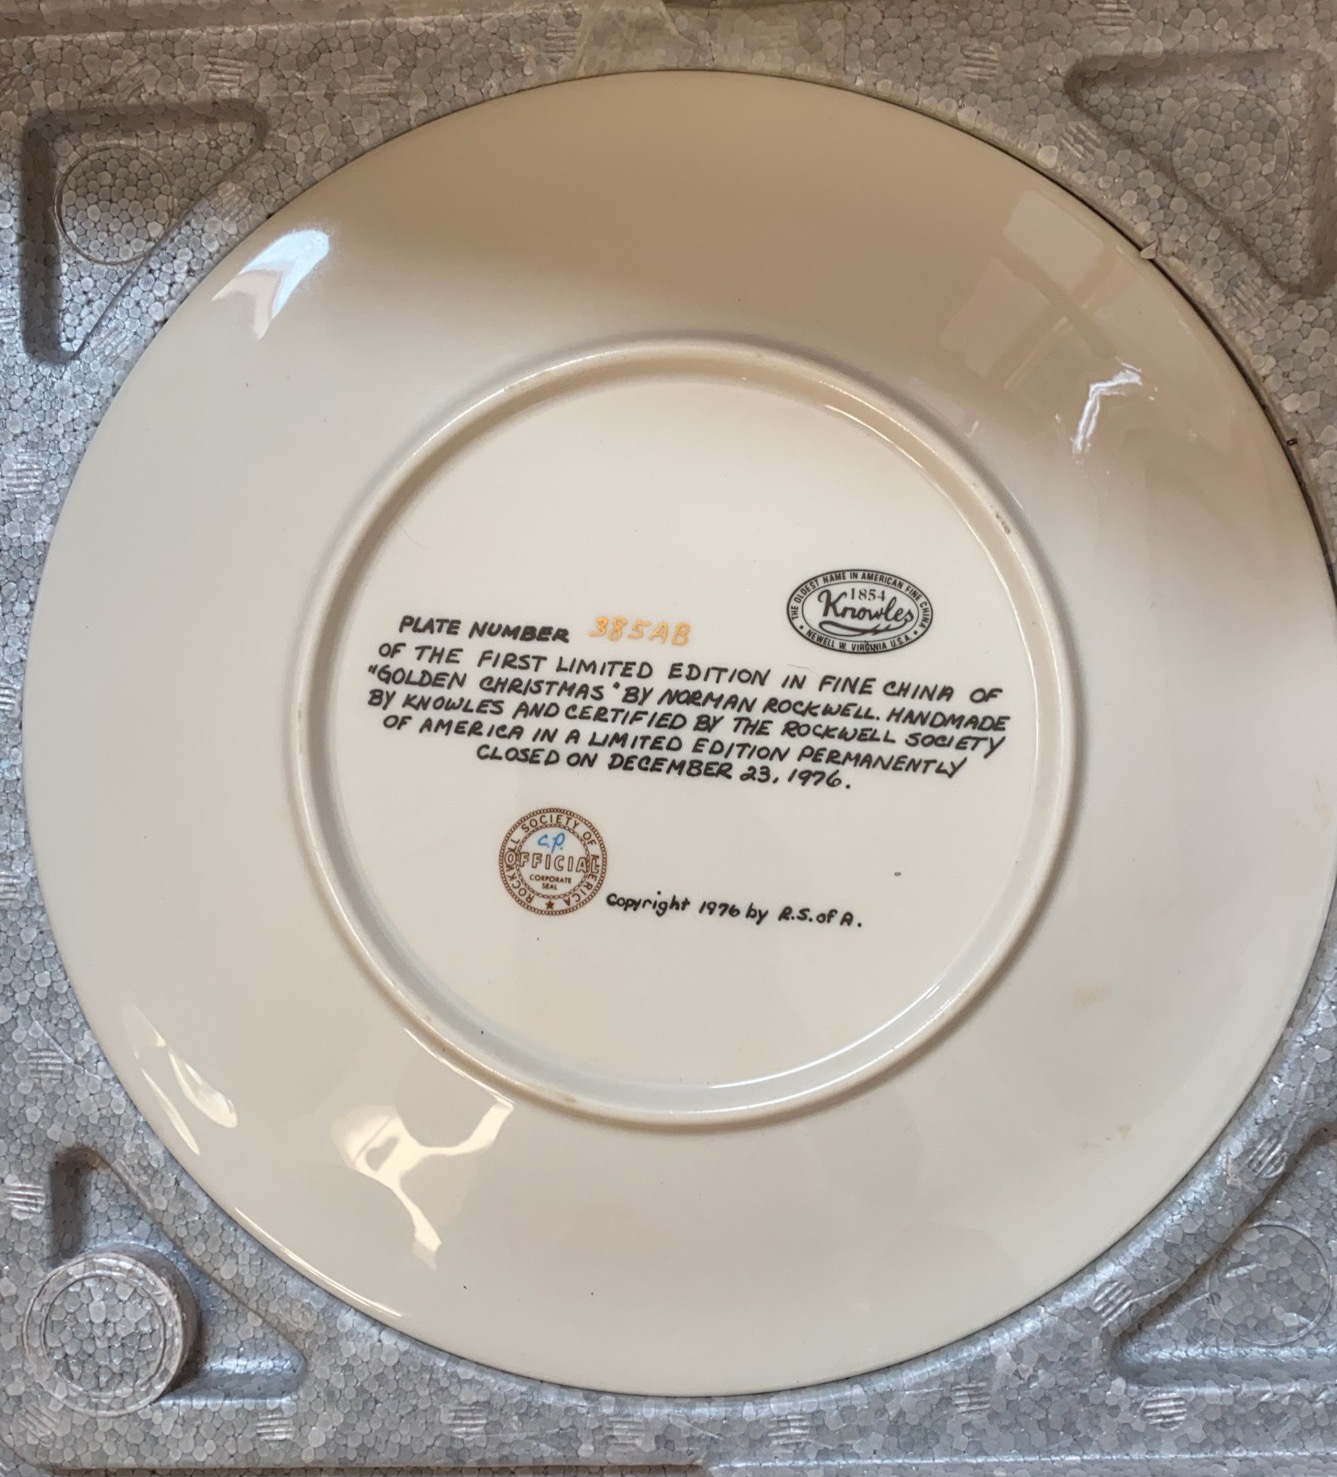 THE OLDEST NAME IN AMERICAN FINE CHINA
1854
Knowles
• NEWELL W. VIRGINIA U.S.A. •
PLATE NUMBER 385AB
OF THE FIRST LIMITED EDITION IN FINE CHINA OF
"GOLDEN CHRISTMAS" BY NORMAN ROCKWELL. HANDMADE
BY KNOWLES AND CERTIFIED BY THE ROCKWELL SOCIETY
OF AMERICA IN A LIMITED EDITION PERMANENTLY
CLOSED ON DECEMBER 23, 1976.
ROCKWELL SOCIETY OF AMERICA
C.P.
OFFICIAL
CORPORATE
SEAL
Copyright 1976 by R.S. of A.